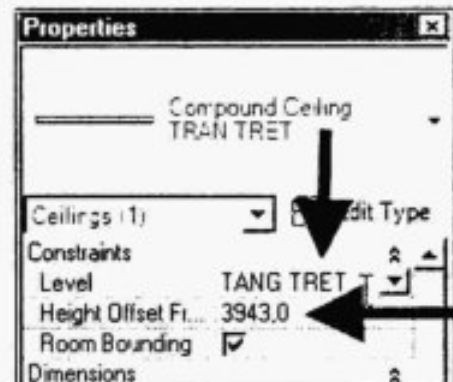 Properties
Compound Ceiling
TRAN TRET
Ceilings (1)
Edit Type
Constraints
Level TANG TRET
Height Offset Fr... 3943,0
Room Bounding
Dimensions